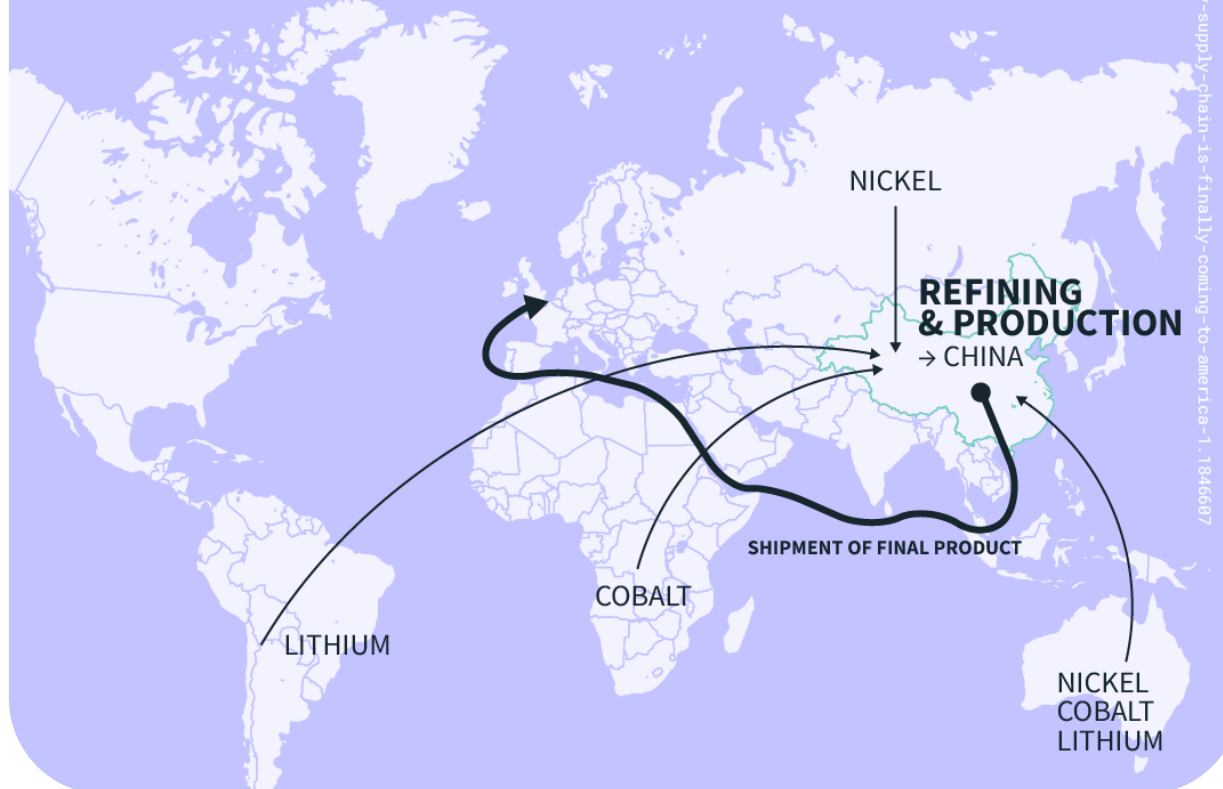 NICKEL
REFINING
& PRODUCTION
→ CHINA
SHIPMENT OF FINAL PRODUCT
COBALT
LITHIUM
NICKEL
COBALT
LITHIUM
-supply-chain-is-finally-coming-to-america-1.1846607